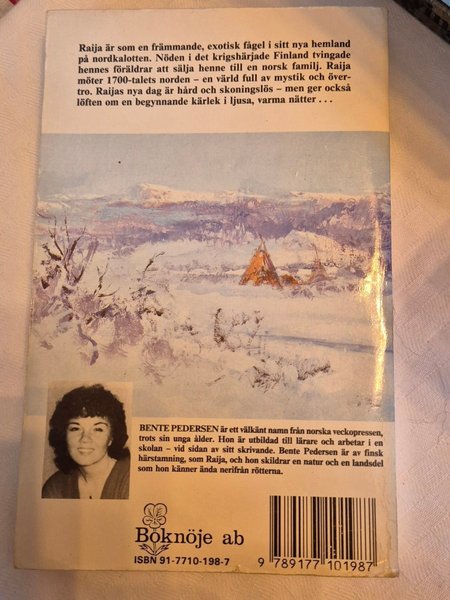 Raija är som en främmande, exotisk fågel i sitt nya hemland
på nordkalotten. Nöden i det krigshärjade Finland tvingade
hennes föräldrar att sälja henne till en norsk familj. Raija
möter 1700-talets norden – en värld full av mystik och över-
tro. Raijas nya dag är hård och skoningslös – men ger också
löften om en begynnande kärlek i ljusa, varma nätter . . .
BENTE PEDERSEN är ett välkänt namn från norska veckopressen,
trots sin unga ålder. Hon är utbildad till lärare och arbetar i en
skolan – vid sidan av sitt skrivande. Bente Pedersen är av finsk
härstamning, som Raija, och hon skildrar en natur och en landsdel
som hon känner ända nerifrån rötterna.
Boknöje ab
ISBN 91-7710-198-7
9 789177 101987